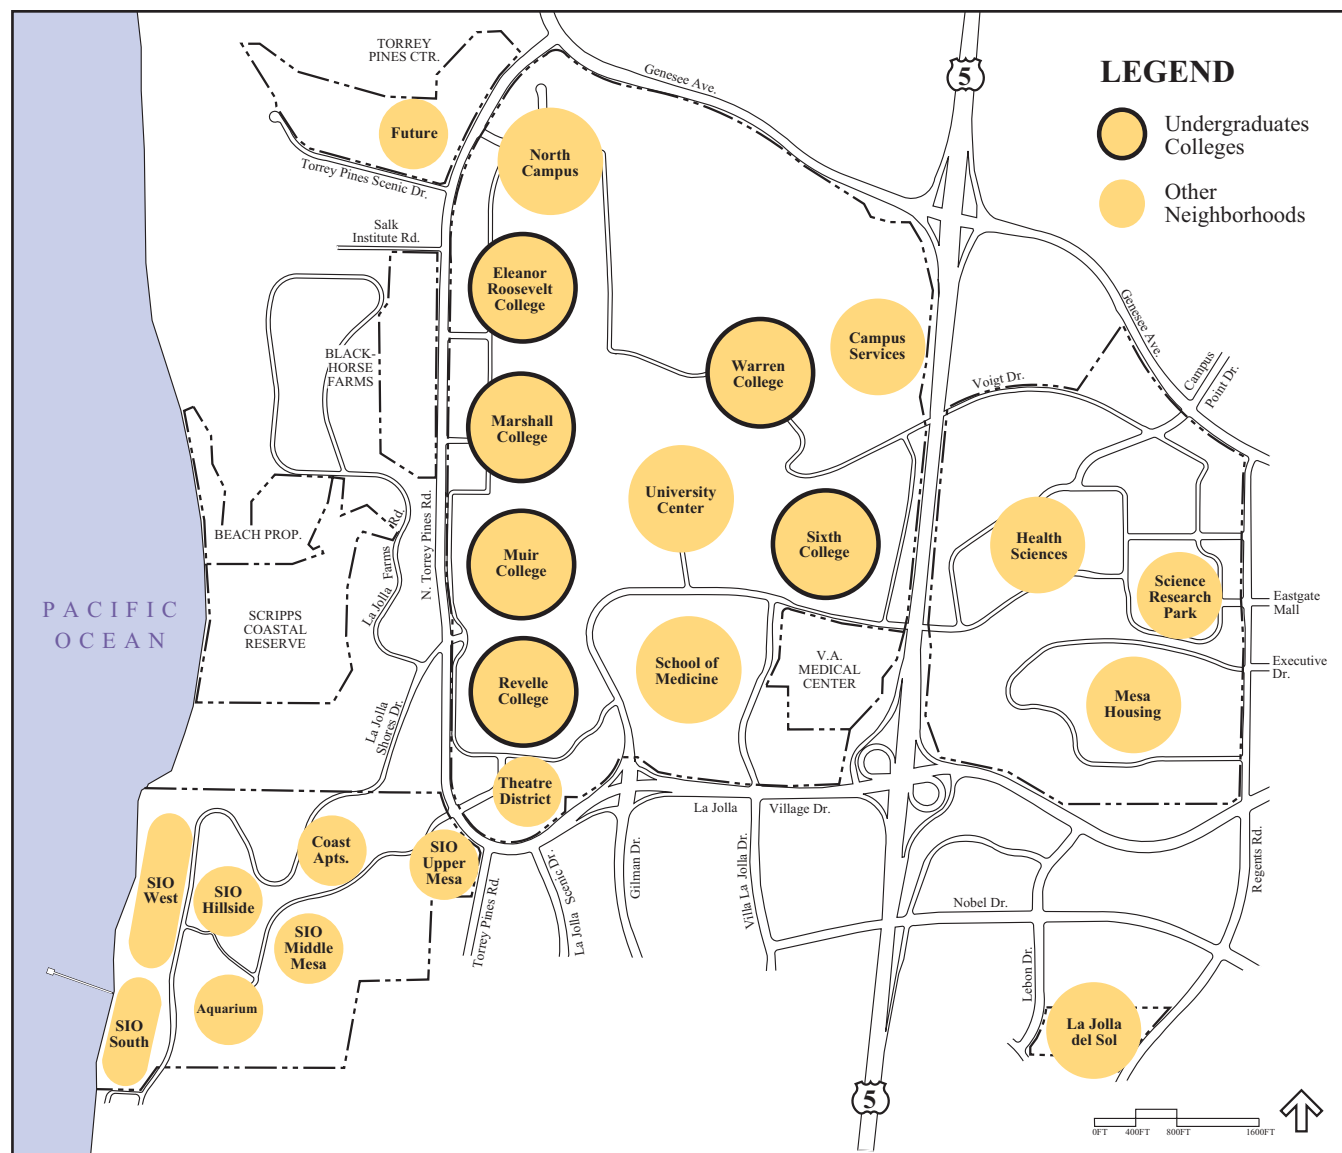 TORREY
PINES CTR.
Genesee Ave.
5
LEGEND
Undergraduates
Colleges
Other
Neighborhoods
Future
North
Campus
Torrey Pines Scenic Dr.
Salk
Institute Rd.
Eleanor
Roosevelt
College
Genesee Ave.
Campus
Services
Warren
College
BLACK-
HORSE
FARMS
Voigt Dr.
Campus
Point Dr.
Marshall
College
University
Center
N. Torrey Pines Rd.
BEACH PROP.
La Jolla Farms Rd.
Muir
College
Sixth
College
Health
Sciences
Science
Research
Park
Eastgate
Mall
PACIFIC
OCEAN
SCRIPPS
COASTAL
RESERVE
School of
Medicine
V.A.
MEDICAL
CENTER
Executive
Dr.
Revelle
College
Mesa
Housing
La Jolla
Shores Dr.
Theatre
District
La Jolla
Village Dr.
Coast
Apts.
SIO
Upper
Mesa
SIO
West
SIO
Hillside
Torrey Pines Rd.
La Jolla Scenic Dr.
Gilman Dr.
Villa La Jolla Dr.
Nobel Dr.
Regents Rd.
SIO
Middle
Mesa
Lebon Dr.
Aquarium
SIO
South
La Jolla
del Sol
5
0FT
400FT
800FT
1600FT